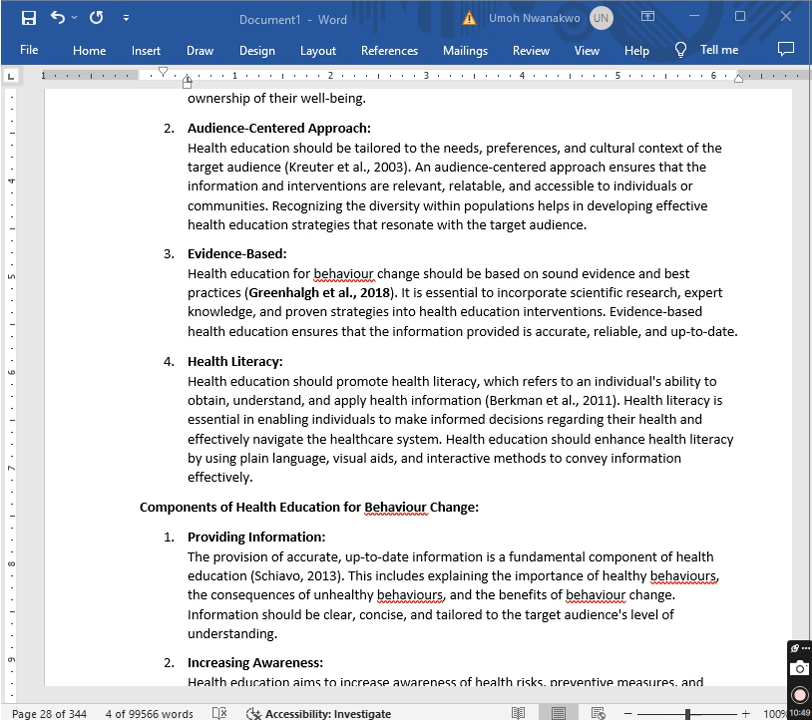 Document1 - Word
Umoh Nwanakwo
UN
File Home Insert Draw Design Layout References Mailings Review View Help Tell me
L
1 1 2 3 4 5 6
ownership of their well-being.
2. Audience-Centered Approach:
Health education should be tailored to the needs, preferences, and cultural context of the
target audience (Kreuter et al., 2003). An audience-centered approach ensures that the
information and interventions are relevant, relatable, and accessible to individuals or
communities. Recognizing the diversity within populations helps in developing effective
health education strategies that resonate with the target audience.
3. Evidence-Based:
Health education for behaviour change should be based on sound evidence and best
practices (Greenhalgh et al., 2018). It is essential to incorporate scientific research, expert
knowledge, and proven strategies into health education interventions. Evidence-based
health education ensures that the information provided is accurate, reliable, and up-to-date.
4. Health Literacy:
Health education should promote health literacy, which refers to an individual's ability to
obtain, understand, and apply health information (Berkman et al., 2011). Health literacy is
essential in enabling individuals to make informed decisions regarding their health and
effectively navigate the healthcare system. Health education should enhance health literacy
by using plain language, visual aids, and interactive methods to convey information
effectively.
Components of Health Education for Behaviour Change:
1. Providing Information:
The provision of accurate, up-to-date information is a fundamental component of health
education (Schiavo, 2013). This includes explaining the importance of healthy behaviours,
the consequences of unhealthy behaviours, and the benefits of behaviour change.
Information should be clear, concise, and tailored to the target audience's level of
understanding.
2. Increasing Awareness:
Health education aims to increase awareness of health risks, preventive measures, and
4
5
6
7
8
9
10:49
Page 28 of 344 4 of 99566 words Accessibility: Investigate 100%